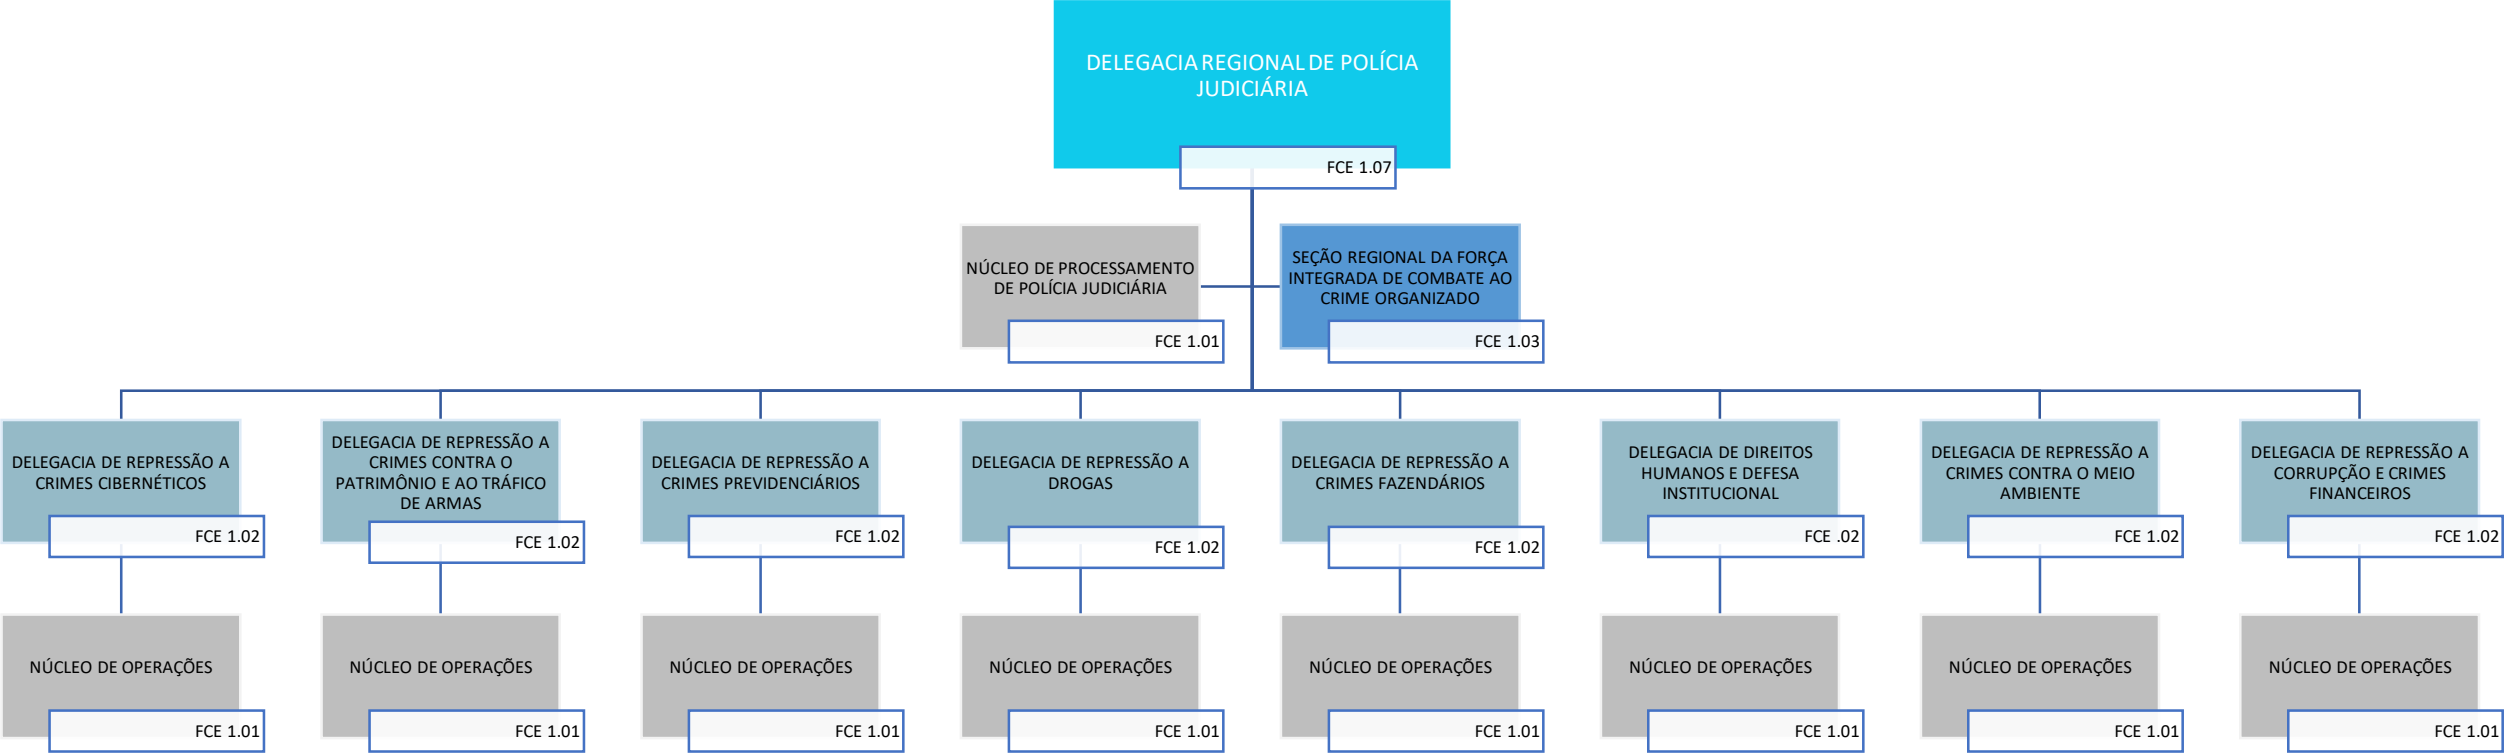 DELEGACIA REGIONAL DE POLÍCIA
JUDICIÁRIA
FCE 1.07
NÚCLEO DE PROCESSAMENTO
DE POLÍCIA JUDICIÁRIA
FCE 1.01
SEÇÃO REGIONAL DA FORÇA
INTEGRADA DE COMBATE AO
CRIME ORGANIZADO
FCE 1.03
DELEGACIA DE REPRESSÃO A
CRIMES CIBERNÉTICOS
FCE 1.02
DELEGACIA DE REPRESSÃO A
CRIMES CONTRA O
PATRIMÔNIO E AO TRÁFICO
DE ARMAS
FCE 1.02
DELEGACIA DE REPRESSÃO A
CRIMES PREVIDENCIÁRIOS
FCE 1.02
DELEGACIA DE REPRESSÃO A
DROGAS
FCE 1.02
DELEGACIA DE REPRESSÃO A
CRIMES FAZENDÁRIOS
FCE 1.02
DELEGACIA DE DIREITOS
HUMANOS E DEFESA
INSTITUCIONAL
FCE .02
DELEGACIA DE REPRESSÃO A
CRIMES CONTRA O MEIO
AMBIENTE
FCE 1.02
DELEGACIA DE REPRESSÃO A
CORRUPÇÃO E CRIMES
FINANCEIROS
FCE 1.02
NÚCLEO DE OPERAÇÕES
FCE 1.01
NÚCLEO DE OPERAÇÕES
FCE 1.01
NÚCLEO DE OPERAÇÕES
FCE 1.01
NÚCLEO DE OPERAÇÕES
FCE 1.01
NÚCLEO DE OPERAÇÕES
FCE 1.01
NÚCLEO DE OPERAÇÕES
FCE 1.01
NÚCLEO DE OPERAÇÕES
FCE 1.01
NÚCLEO DE OPERAÇÕES
FCE 1.01